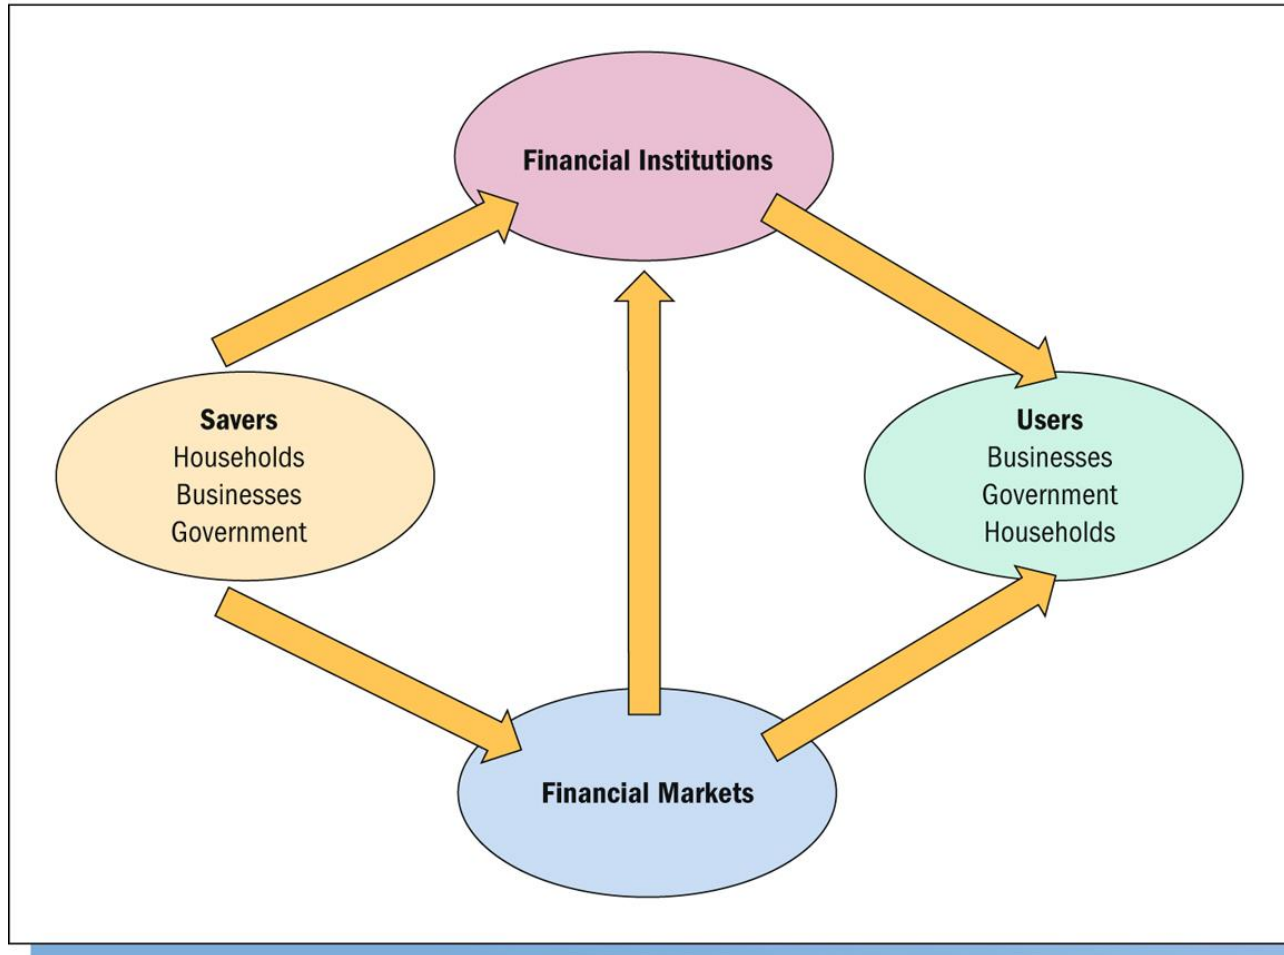 Financial Institutions
Savers
Households
Businesses
Government
Users
Businesses
Government
Households
Financial Markets